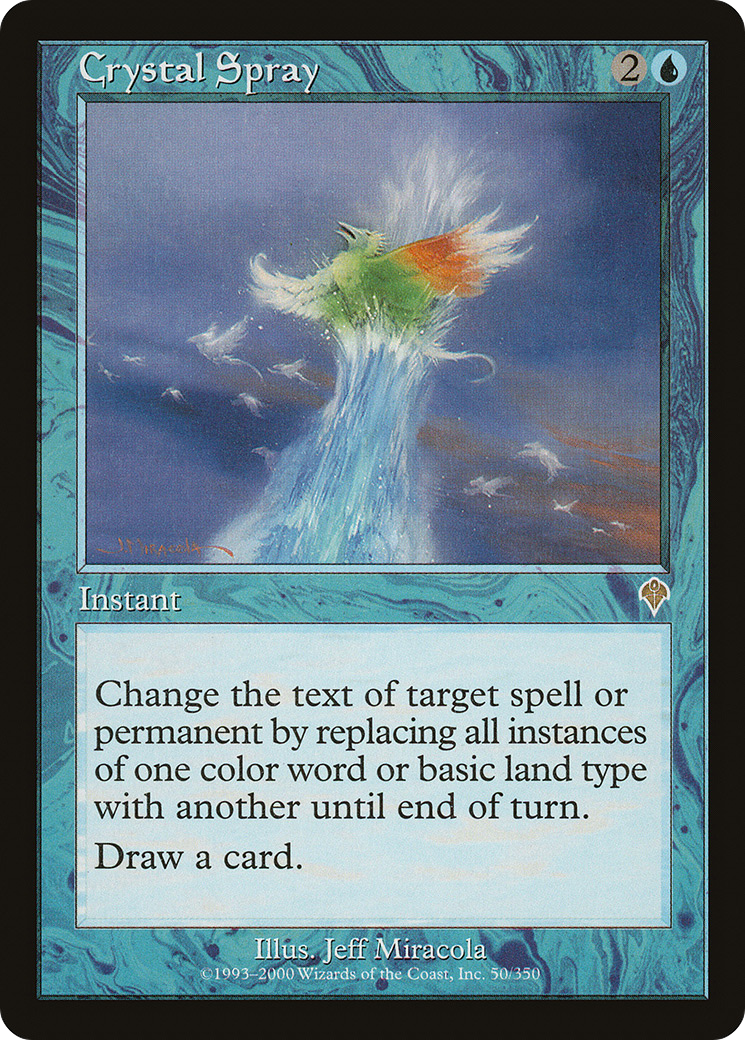 Crystal Spray
2
J Miracola
Instant
Change the text of target spell or
permanent by replacing all instances
of one color word or basic land type
with another until end of turn.
Draw a card.
Illus. Jeff Miracola
©1993–2000 Wizards of the Coast, Inc. 50/350